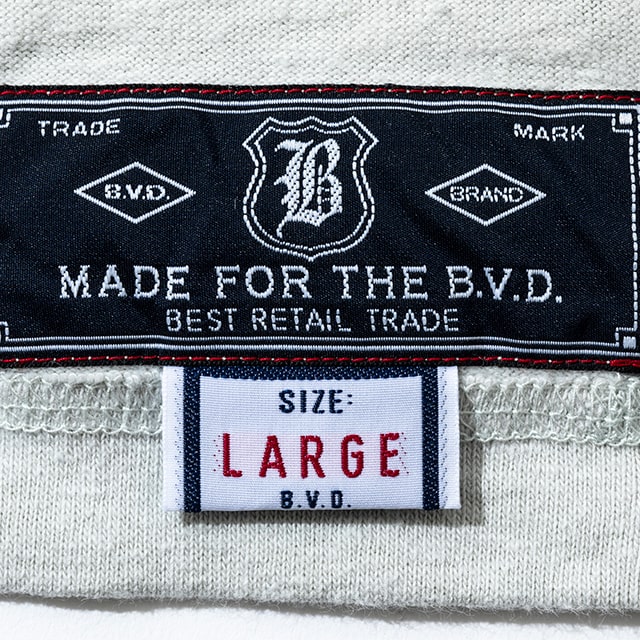 TRADE MARK
B.V.D. B BRAND
MADE FOR THE B.V.D.
BEST RETAIL TRADE
SIZE:
LARGE
B.V.D.